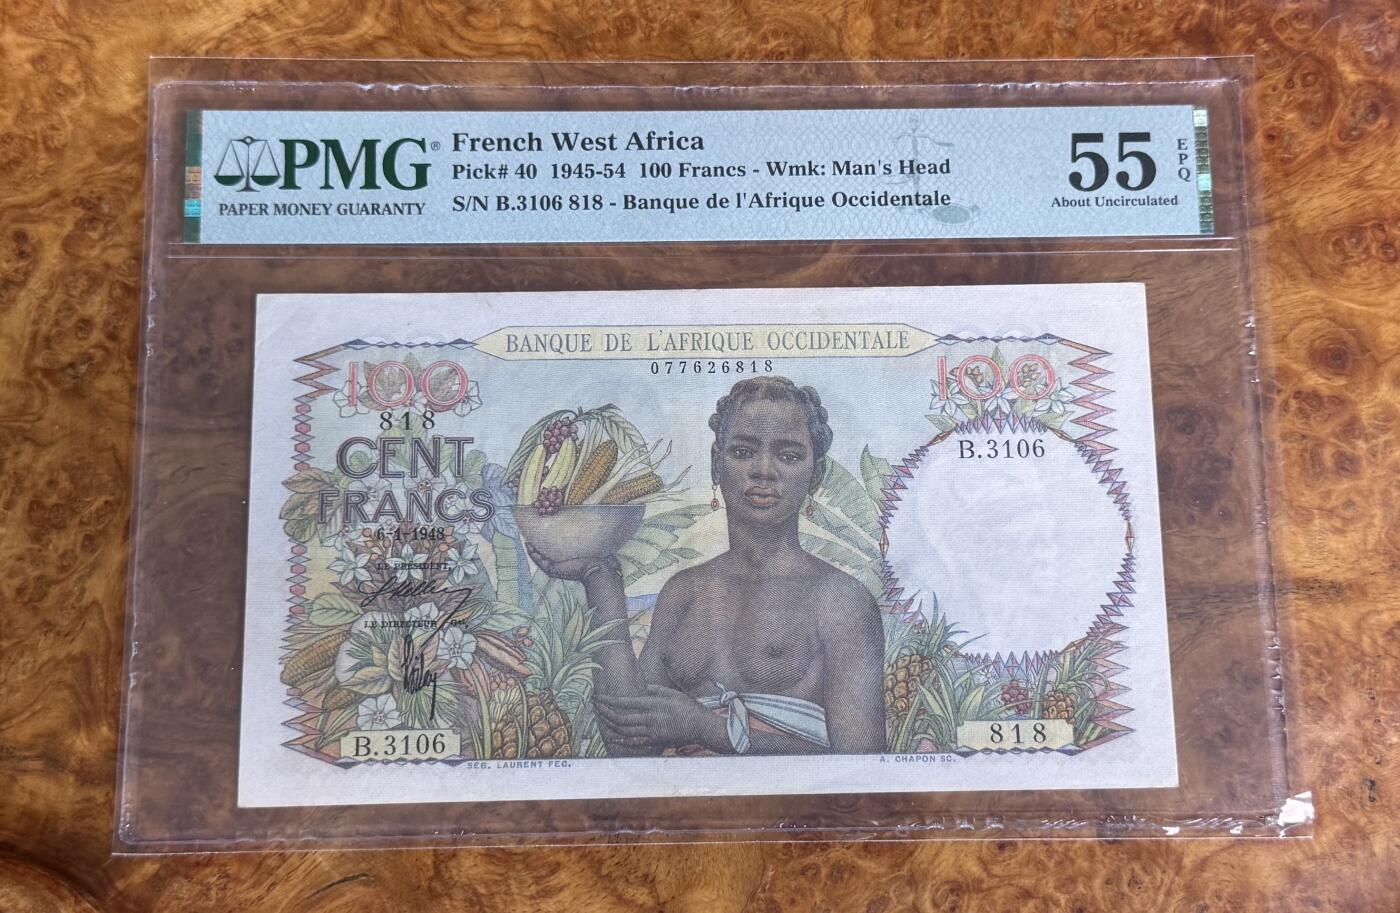 PMG®
PAPER MONEY GUARANTY
French West Africa
Pick# 40 1945-54 100 Francs - Wmk: Man's Head
S/N B.3106 818 - Banque de l'Afrique Occidentale
55
EPQ
About Uncirculated
BANQUE DE L'AFRIQUE OCCIDENTALE
077626818
100
100
818
B.3106
CENT
FRANCS
6-1-1948
LE PRÉSIDENT,
LE DIRECTEUR Gal,
B.3106
818
SÉB. LAURENT FEC.
A. CHAPON SC.